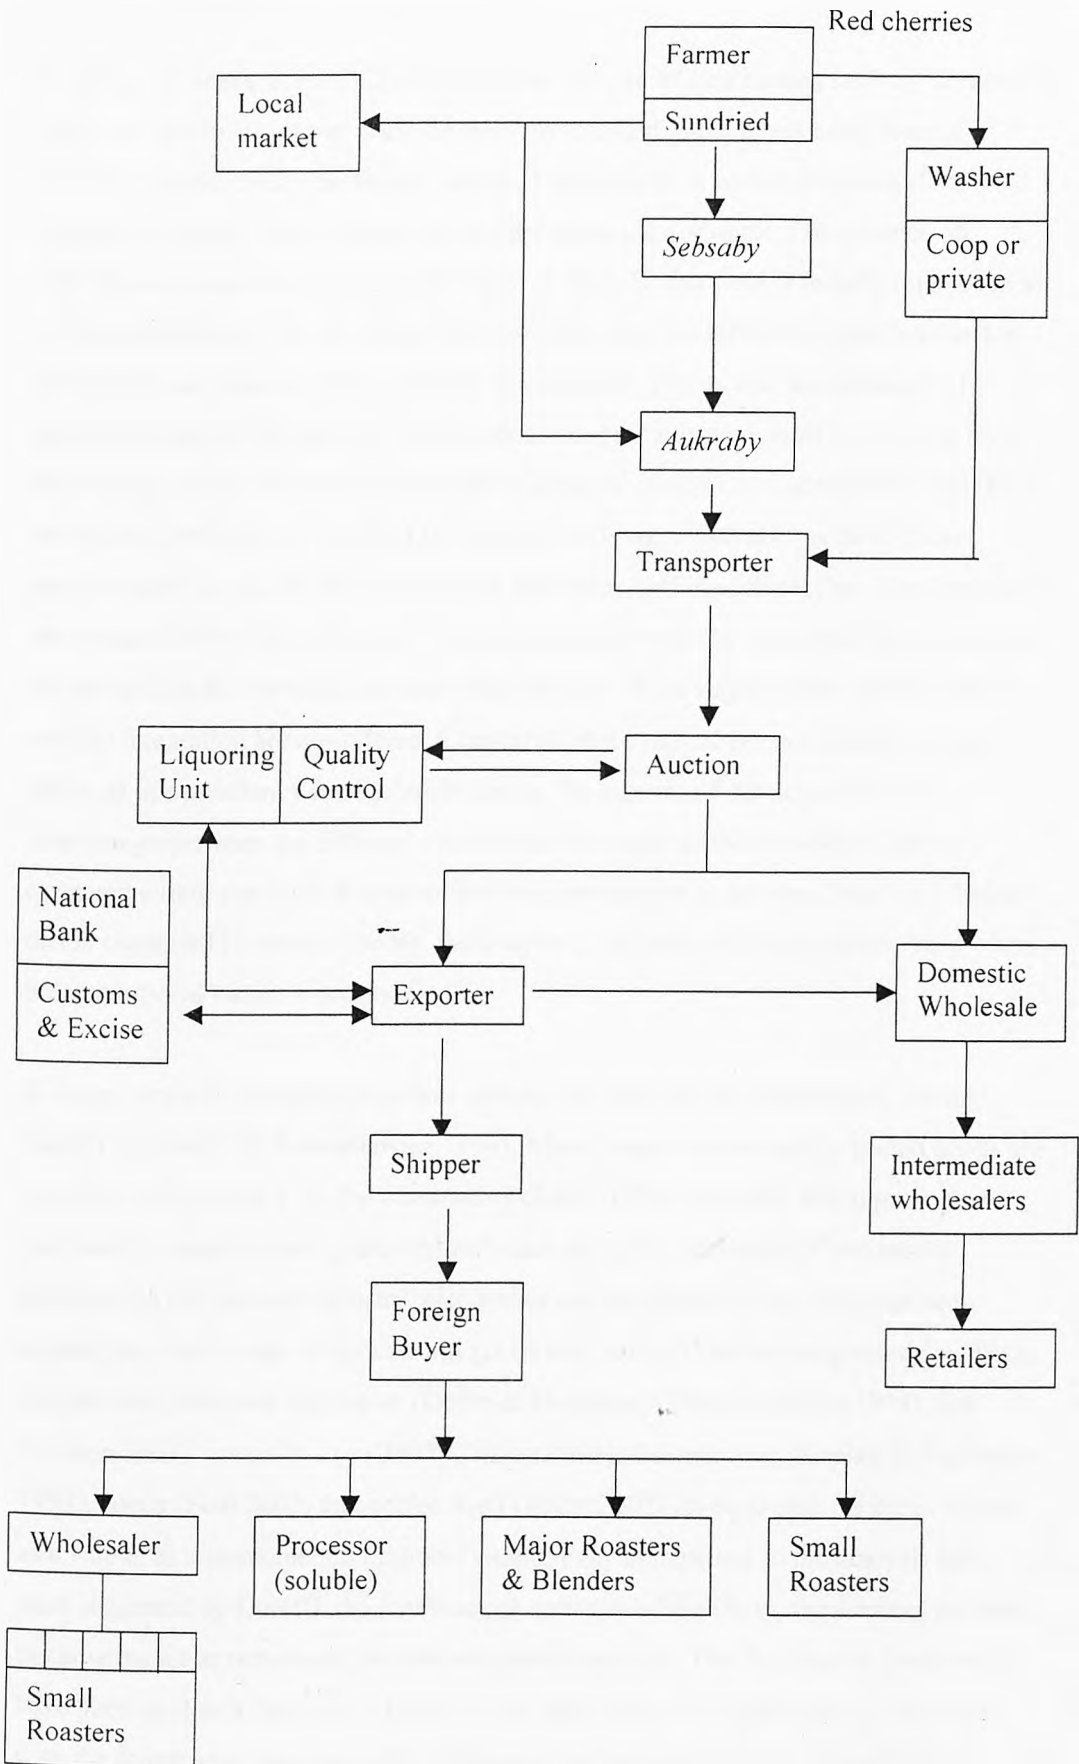 Red cherries
Farmer
Sundried
Local
market
Washer
Coop or
private
Sebsaby
Aukraby
Transporter
Liquoring
Unit
Quality
Control
Auction
National
Bank
Customs
& Excise
Exporter
Domestic
Wholesale
Shipper
Intermediate
wholesalers
Foreign
Buyer
Retailers
Wholesaler
Processor
(soluble)
Major Roasters
& Blenders
Small
Roasters
Small
Roasters